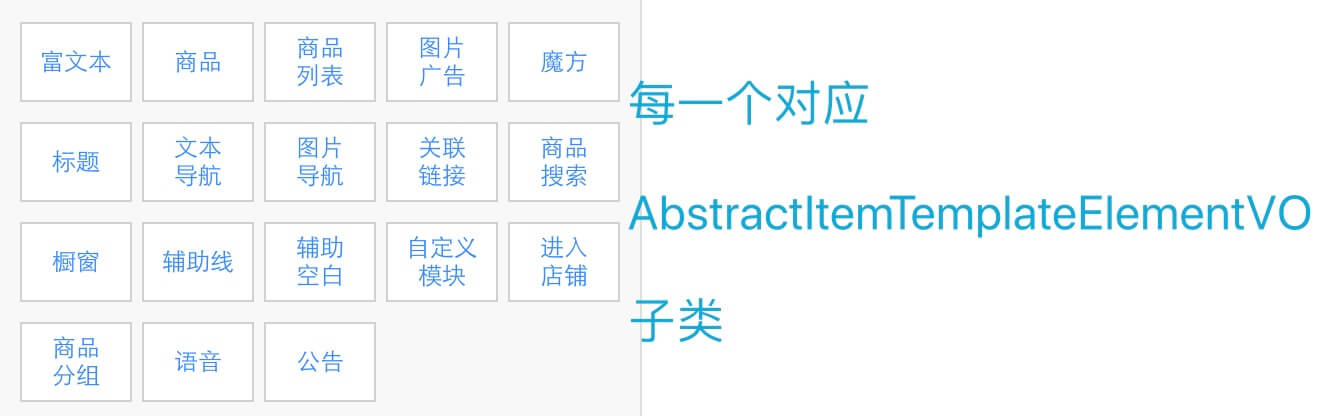 富文本
商品
商品
列表
图片
广告
魔方
标题
文本
导航
图片
导航
关联
链接
商品
搜索
橱窗
辅助线
辅助
空白
自定义
模块
进入
店铺
商品
分组
语音
公告
每一个对应
AbstractItemTemplateElementVO
子类